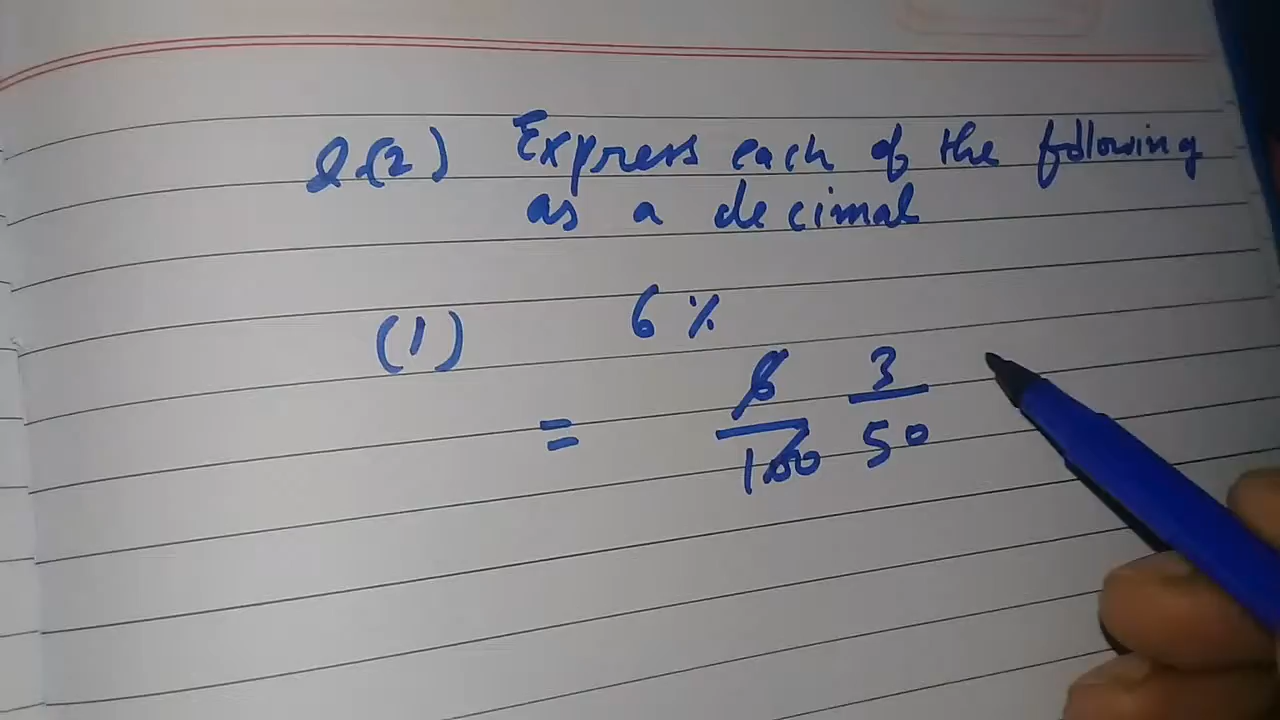 Q.(2) Express each of the following
as a decimal
(1) 6 %
= 6/100 3/50